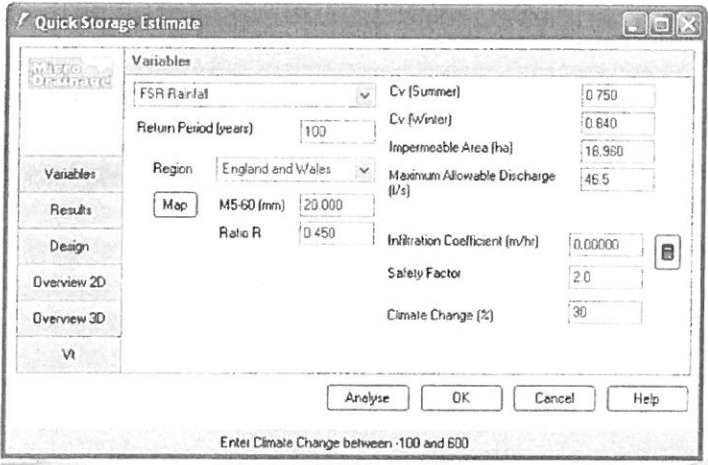 Quick Storage Estimate
Micro
Drainage
Variables
FSR Rainfall
Return Period (years) 100
Region England and Wales
Map M5-60 (mm) 20.000
Ratio R 0.450
Cv (Summer) 0.750
Cv (Winter) 0.840
Impermeable Area (ha) 18.960
Maximum Allowable Discharge
(l/s) 46.5
Infiltration Coefficient (m/hr) 0.00000
Safety Factor 2.0
Climate Change (%) 30
Variables
Results
Design
Overview 2D
Overview 3D
Vt
Analyse OK Cancel Help
Enter Climate Change between -100 and 600